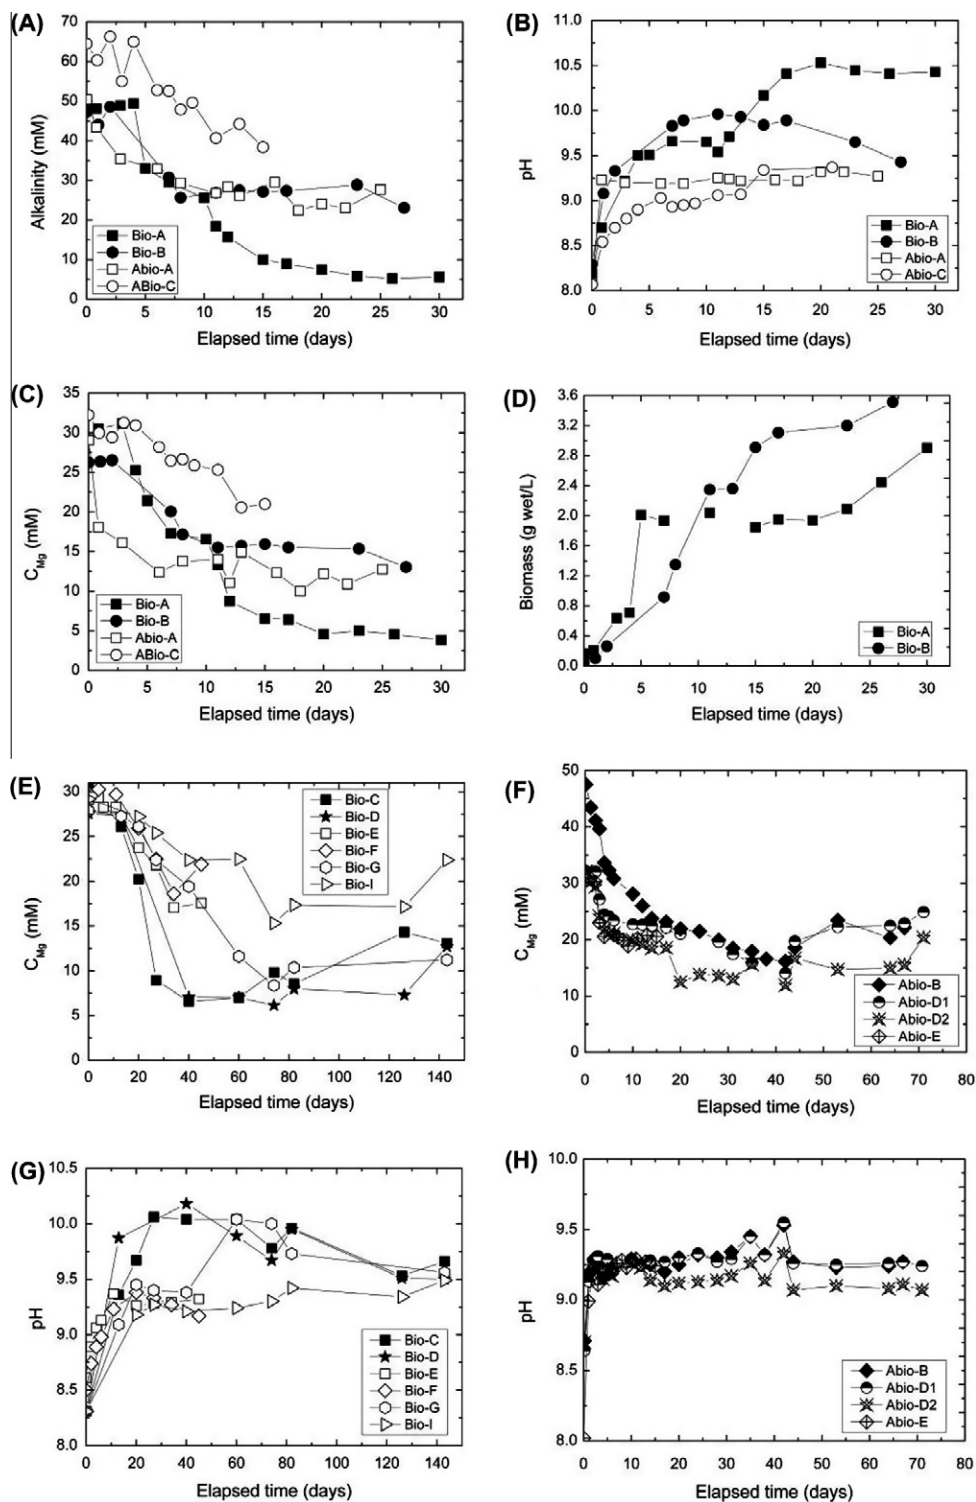 (A)
70
60
50
40
30
20
10
0
Alkalinity (mM)
Bio-A
Bio-B
Abio-A
ABio-C
0 5 10 15 20 25 30
Elapsed time (days)
(B)
11.0
10.5
10.0
9.5
9.0
8.5
8.0
pH
Bio-A
Bio-B
Abio-A
Abio-C
0 5 10 15 20 25 30
Elapsed time (days)
(C)
35
30
25
20
15
10
5
0
CMg (mM)
Bio-A
Bio-B
Abio-A
ABio-C
0 5 10 15 20 25 30
Elapsed time (days)
(D)
3.6
3.2
2.8
2.4
2.0
1.6
1.2
0.8
0.4
0.0
Biomass (g wet/L)
Bio-A
Bio-B
0 5 10 15 20 25 30
Elapsed time (days)
(E)
30
25
20
15
10
5
0
CMg (mM)
Bio-C
Bio-D
Bio-E
Bio-F
Bio-G
Bio-I
0 20 40 60 80 100 120 140
Elapsed time (days)
(F)
50
40
30
20
10
0
CMg (mM)
Abio-B
Abio-D1
Abio-D2
Abio-E
0 10 20 30 40 50 60 70 80
Elapsed time (days)
(G)
10.5
10.0
9.5
9.0
8.5
8.0
pH
Bio-C
Bio-D
Bio-E
Bio-F
Bio-G
Bio-I
0 20 40 60 80 100 120 140
Elapsed time (days)
(H)
10.0
9.5
9.0
8.5
8.0
pH
Abio-B
Abio-D1
Abio-D2
Abio-E
0 10 20 30 40 50 60 70 80
Elapsed time (days)